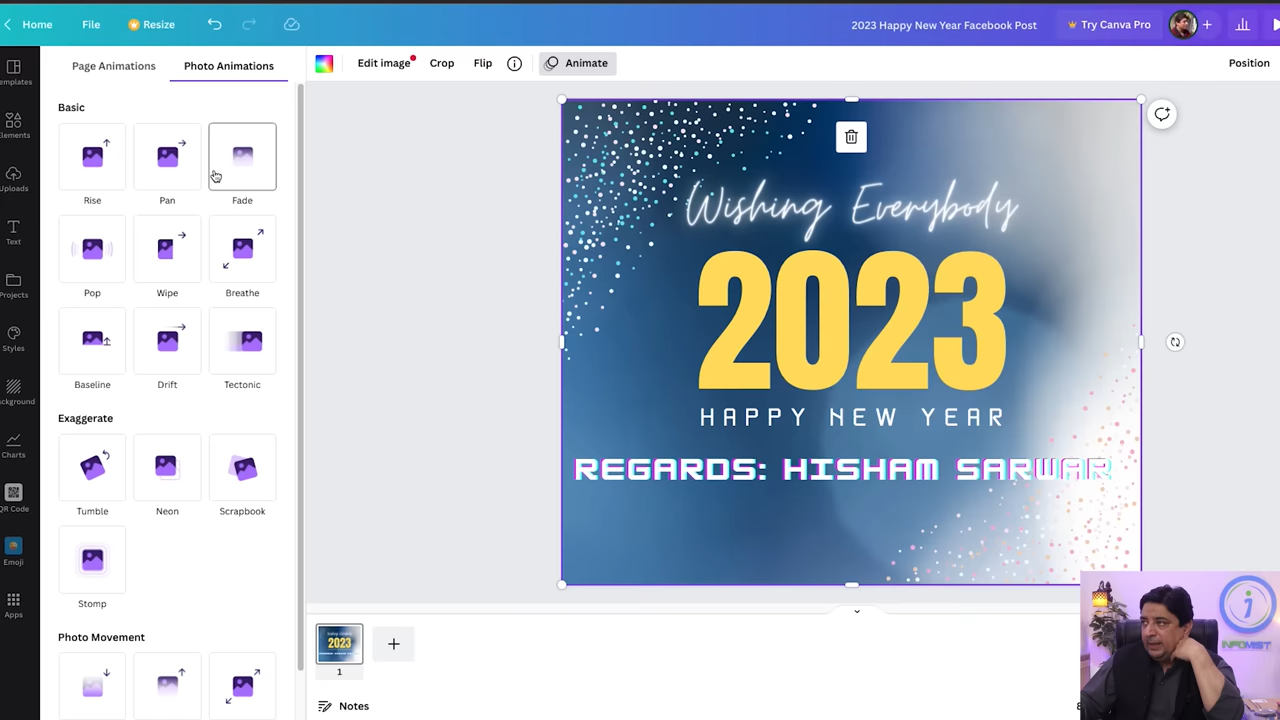 Home File Resize 2023 Happy New Year Facebook Post Try Canva Pro
Page Animations Photo Animations
Edit image Crop Flip Animate Position
Templates
Elements
Uploads
Text
Projects
Styles
Background
Charts
QR Code
Emoji
Apps
Basic
Rise Pan Fade
Pop Wipe Breathe
Baseline Drift Tectonic
Exaggerate
Tumble Neon Scrapbook
Stomp
Photo Movement
Wishing Everybody
2023
HAPPY NEW YEAR
REGARDS: HISHAM SARWAR
2023
1
Notes
i
INFOMIST